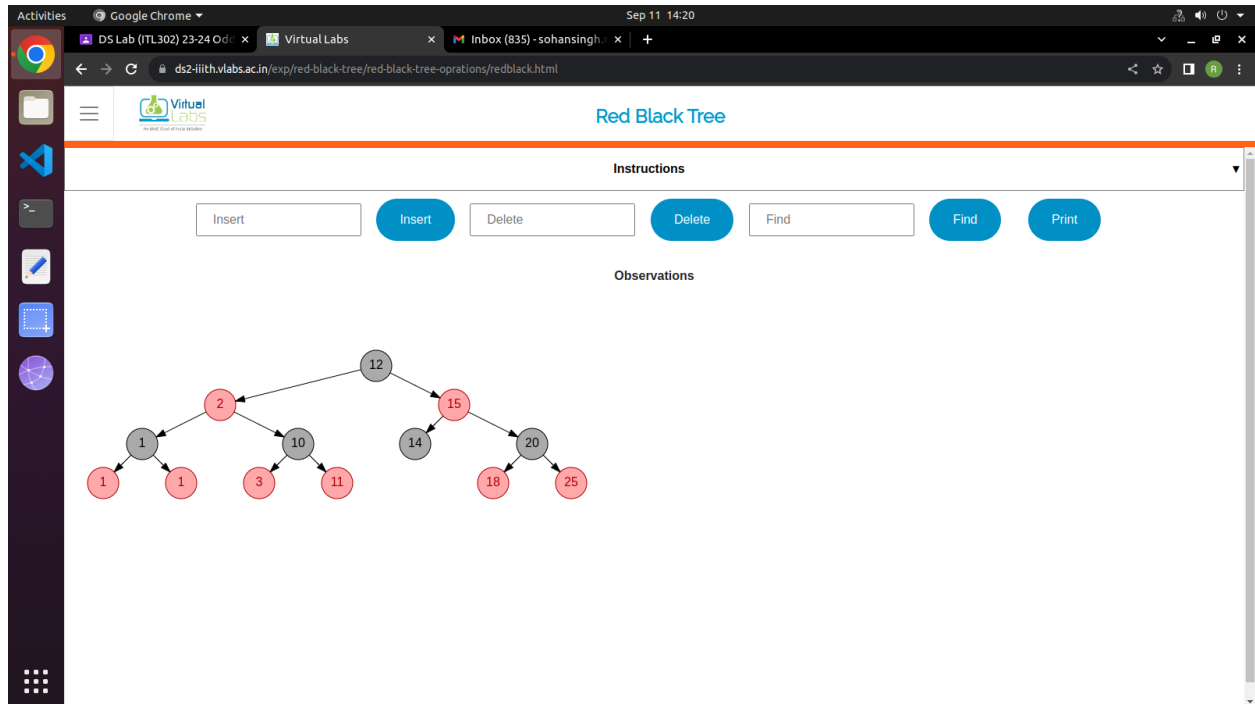 Activities Google Chrome ▾ Sep 11 14:20
DS Lab (ITL302) 23-24 Odd × Virtual Labs × Inbox (835) - sohansingh.r × +
ds2-iiith.vlabs.ac.in/exp/red-black-tree/red-black-tree-oprations/redblack.html R
Virtual
Labs
Red Black Tree
Instructions ▼
Insert Insert Delete Delete Find Find Print
Observations
12
2 15
1 10 14 20
1 1 3 11 18 25